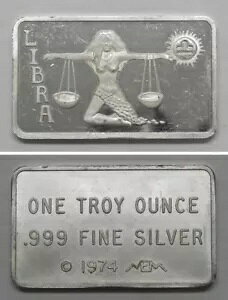 LIBRA
ONE TROY OUNCE
.999 FINE SILVER
© 1974